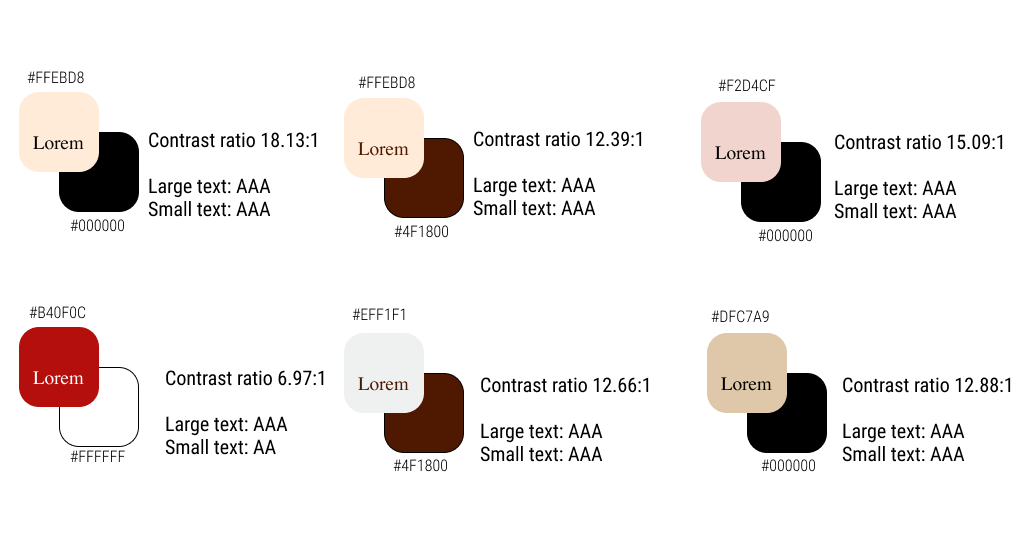 #FFEBD8
Lorem
Contrast ratio 18.13:1
Large text: AAA
Small text: AAA
#000000
#FFEBD8
Lorem
Contrast ratio 12.39:1
Large text: AAA
Small text: AAA
#4F1800
#F2D4CF
Lorem
Contrast ratio 15.09:1
Large text: AAA
Small text: AAA
#000000
#B40F0C
Lorem
Contrast ratio 6.97:1
Large text: AAA
Small text: AA
#FFFFFF
#EFF1F1
Lorem
Contrast ratio 12.66:1
Large text: AAA
Small text: AAA
#4F1800
#DFC7A9
Lorem
Contrast ratio 12.88:1
Large text: AAA
Small text: AAA
#000000